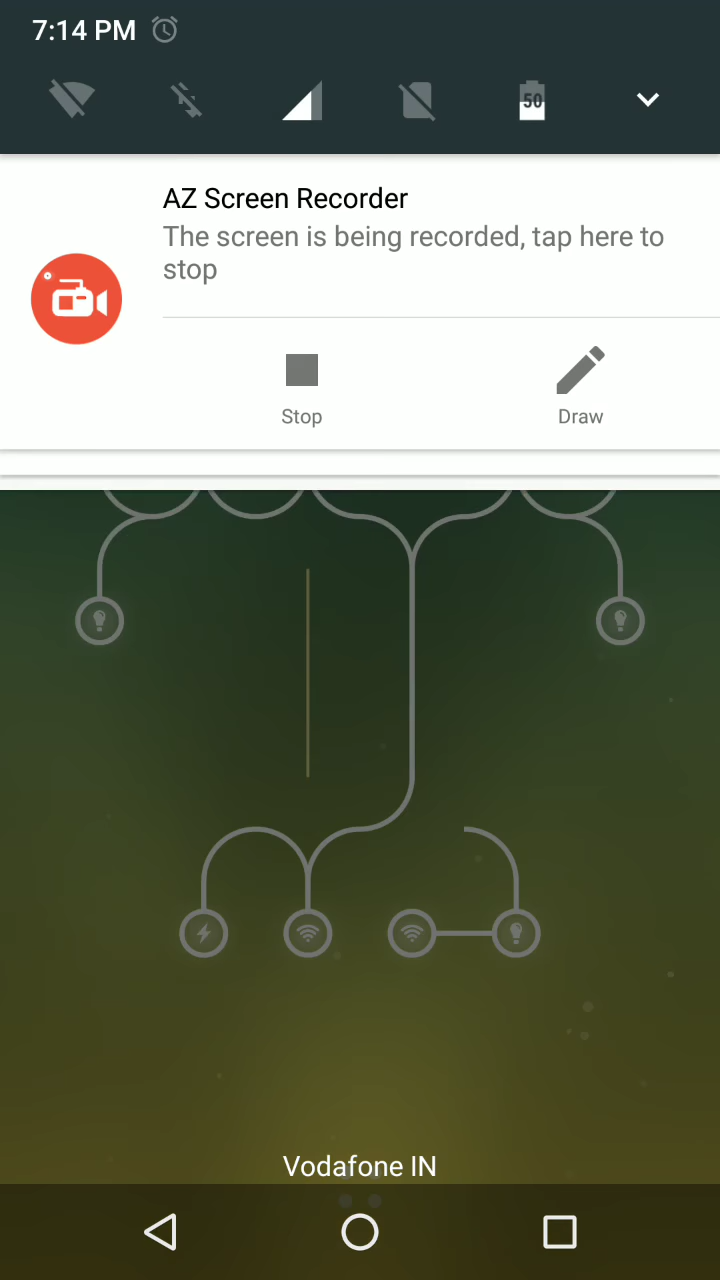 7:14 PM
50
AZ Screen Recorder
The screen is being recorded, tap here to
stop
Stop
Draw
Vodafone IN